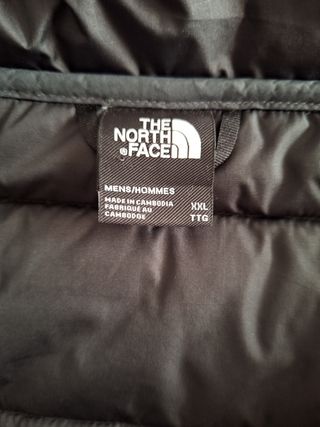 THE
NORTH
FACE
MENS/HOMMES
MADE IN CAMBODIA
FABRIQUÉ AU
CAMBODGE
XXL
TTG